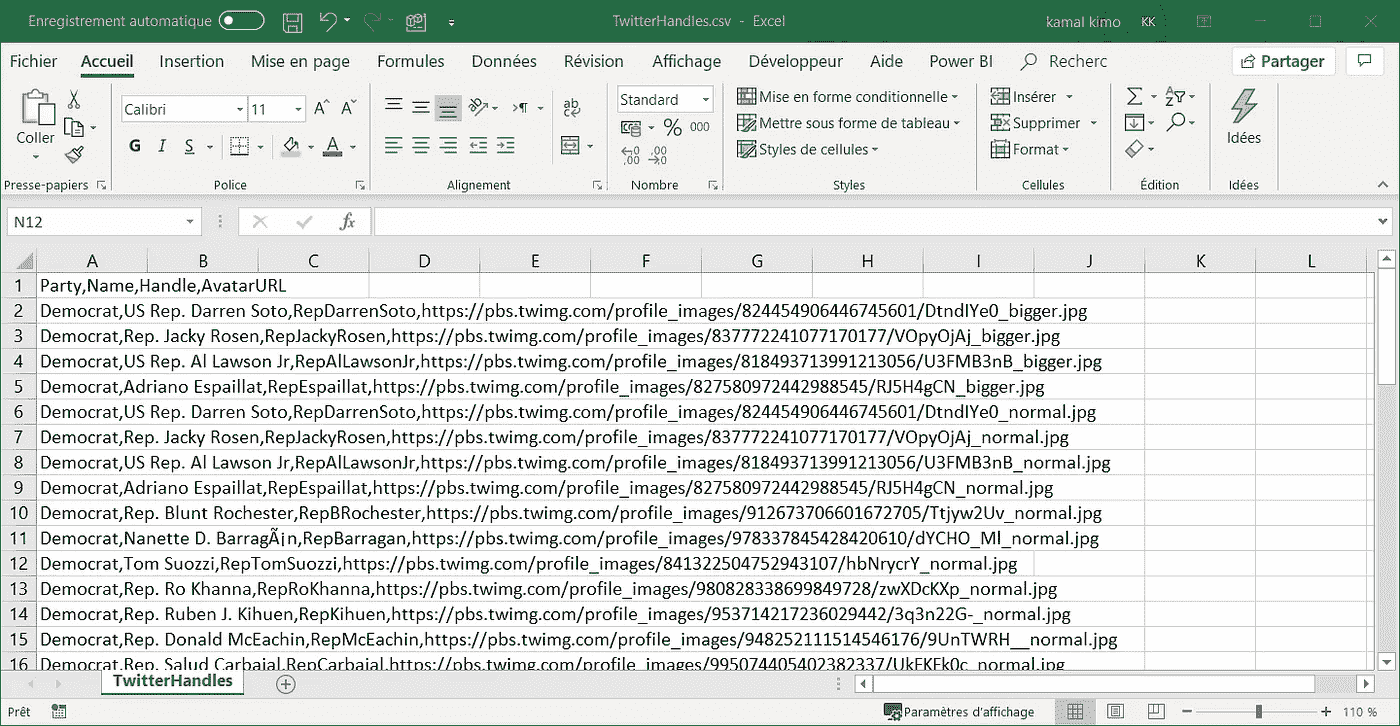 Enregistrement automatique
TwitterHandles.csv - Excel
kamal kimo KK
Fichier Accueil Insertion Mise en page Formules Données Révision Affichage Développeur Aide Power BI Recherc Partager
Coller
Calibri 11
Standard
Mise en forme conditionnelle
Mettre sous forme de tableau
Styles de cellules
Insérer
Supprimer
Format
Idées
G I S
% 000
Presse-papiers Police Alignement Nombre Styles Cellules Édition Idées
N12 fx
A B C D E F G H I J K L
1 Party,Name,Handle,AvatarURL
2 Democrat,US Rep. Darren Soto,RepDarrenSoto,https://pbs.twimg.com/profile_images/824454906446745601/DtndIYe0_bigger.jpg
3 Democrat,Rep. Jacky Rosen,RepJackyRosen,https://pbs.twimg.com/profile_images/837772241077170177/VOpyOjAj_bigger.jpg
4 Democrat,US Rep. Al Lawson Jr,RepAlLawsonJr,https://pbs.twimg.com/profile_images/818493713991213056/U3FMB3nB_bigger.jpg
5 Democrat,Adriano Espaillat,RepEspaillat,https://pbs.twimg.com/profile_images/827580972442988545/RJ5H4gCN_bigger.jpg
6 Democrat,US Rep. Darren Soto,RepDarrenSoto,https://pbs.twimg.com/profile_images/824454906446745601/DtndIYe0_normal.jpg
7 Democrat,Rep. Jacky Rosen,RepJackyRosen,https://pbs.twimg.com/profile_images/837772241077170177/VOpyOjAj_normal.jpg
8 Democrat,US Rep. Al Lawson Jr,RepAlLawsonJr,https://pbs.twimg.com/profile_images/818493713991213056/U3FMB3nB_normal.jpg
9 Democrat,Adriano Espaillat,RepEspaillat,https://pbs.twimg.com/profile_images/827580972442988545/RJ5H4gCN_normal.jpg
10 Democrat,Rep. Blunt Rochester,RepBRochester,https://pbs.twimg.com/profile_images/912673706601672705/Ttjyw2Uv_normal.jpg
11 Democrat,Nanette D. BarragÃ¡n,RepBarragan,https://pbs.twimg.com/profile_images/978337845428420610/dYCHO_Ml_normal.jpg
12 Democrat,Tom Suozzi,RepTomSuozzi,https://pbs.twimg.com/profile_images/841322504752943107/hbNrycrY_normal.jpg
13 Democrat,Rep. Ro Khanna,RepRoKhanna,https://pbs.twimg.com/profile_images/980828338699849728/zwXDcKXp_normal.jpg
14 Democrat,Rep. Ruben J. Kihuen,RepKihuen,https://pbs.twimg.com/profile_images/953714217236029442/3q3n22G-_normal.jpg
15 Democrat,Rep. Donald McEachin,RepMcEachin,https://pbs.twimg.com/profile_images/948252111514546176/9UnTWRH__normal.jpg
16 Democrat,Rep. Salud Carbajal,RepCarbajal,https://pbs.twimg.com/profile_images/995074405402382337/UkFKFk0c_normal.jpg
TwitterHandles
Prêt Paramètres d'affichage 110 %